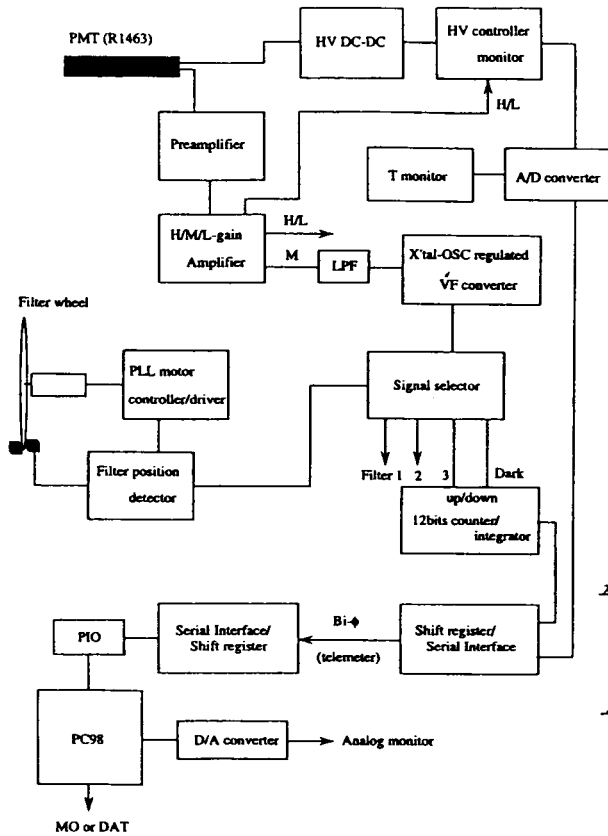 PMT (R1463)
HV DC-DC
HV controller
monitor
H/L
Preamplifier
T monitor
A/D converter
H/M/L-gain
Amplifier
H/L
M
LPF
X'tal-OSC regulated
VF converter
Filter wheel
PLL motor
controller/driver
Signal selector
Filter position
detector
Filter 1
2
3
Dark
up/down
12bits counter/
integrator
PIO
Serial Interface/
Shift register
Bi-ϕ
(telemeter)
Shift register/
Serial Interface
PC98
D/A converter
Analog monitor
MO or DAT